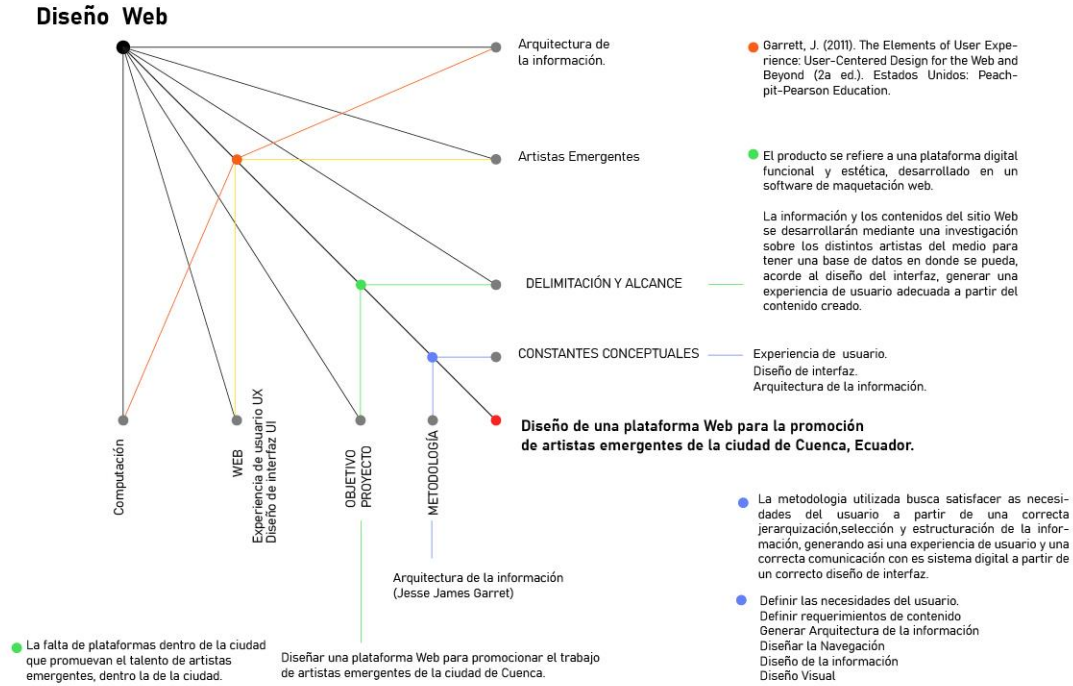 Diseño Web
Arquitectura de
la información.
Garrett, J. (2011). The Elements of User Expe-
rience: User-Centered Design for the Web and
Beyond (2a ed.). Estados Unidos: Peach-
pit-Pearson Education.
Artistas Emergentes
El producto se refiere a una plataforma digital
funcional y estética, desarrollado en un
software de maquetación web.
La información y los contenidos del sitio Web
se desarrollarán mediante una investigación
sobre los distintos artistas del medio para
tener una base de datos en donde se pueda,
acorde al diseño del interfaz, generar una
experiencia de usuario adecuada a partir del
contenido creado.
DELIMITACIÓN Y ALCANCE
CONSTANTES CONCEPTUALES
Experiencia de usuario.
Diseño de interfaz.
Arquitectura de la información.
Diseño de una plataforma Web para la promoción
de artistas emergentes de la ciudad de Cuenca, Ecuador.
Computación
WEB
Experiencia de usuario UX
Diseño de interfaz UI
OBJETIVO
PROYECTO
METODOLOGÍA
La metodologia utilizada busca satisfacer as necesi-
dades del usuario a partir de una correcta
jerarquización,selección y estructuración de la infor-
mación, generando asi una experiencia de usuario y una
correcta comunicación con es sistema digital a partir de
un correcto diseño de interfaz.
Arquitectura de la información
(Jesse James Garret)
Definir las necesidades del usuario.
Definir requerimientos de contenido
Generar Arquitectura de la información
Diseñar la Navegación
Diseño de la información
Diseño Visual
La falta de plataformas dentro de la ciudad
que promuevan el talento de artistas
emergentes, dentro la de la ciudad.
Diseñar una plataforma Web para promocionar el trabajo
de artistas emergentes de la ciudad de Cuenca.